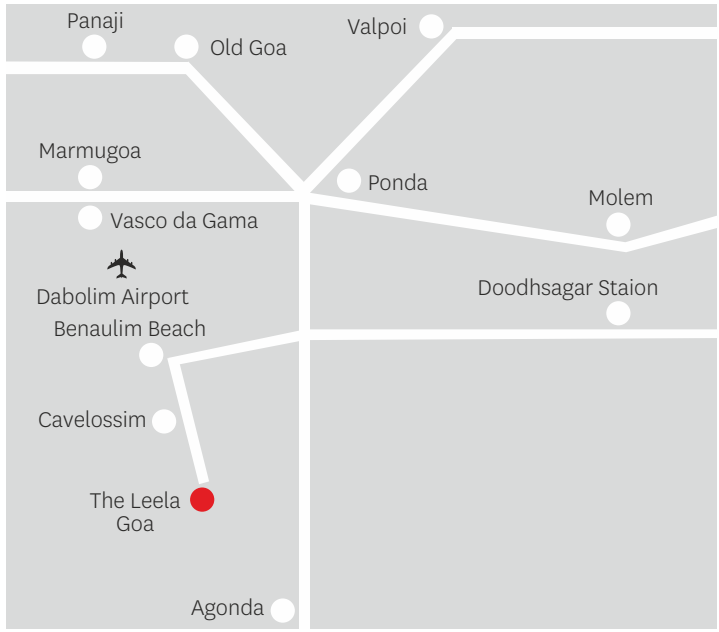 Panaji
Old Goa
Valpoi
Marmugoa
Ponda
Molem
Vasco da Gama
Dabolim Airport
Doodhsagar Staion
Benaulim Beach
Cavelossim
The Leela
Goa
Agonda